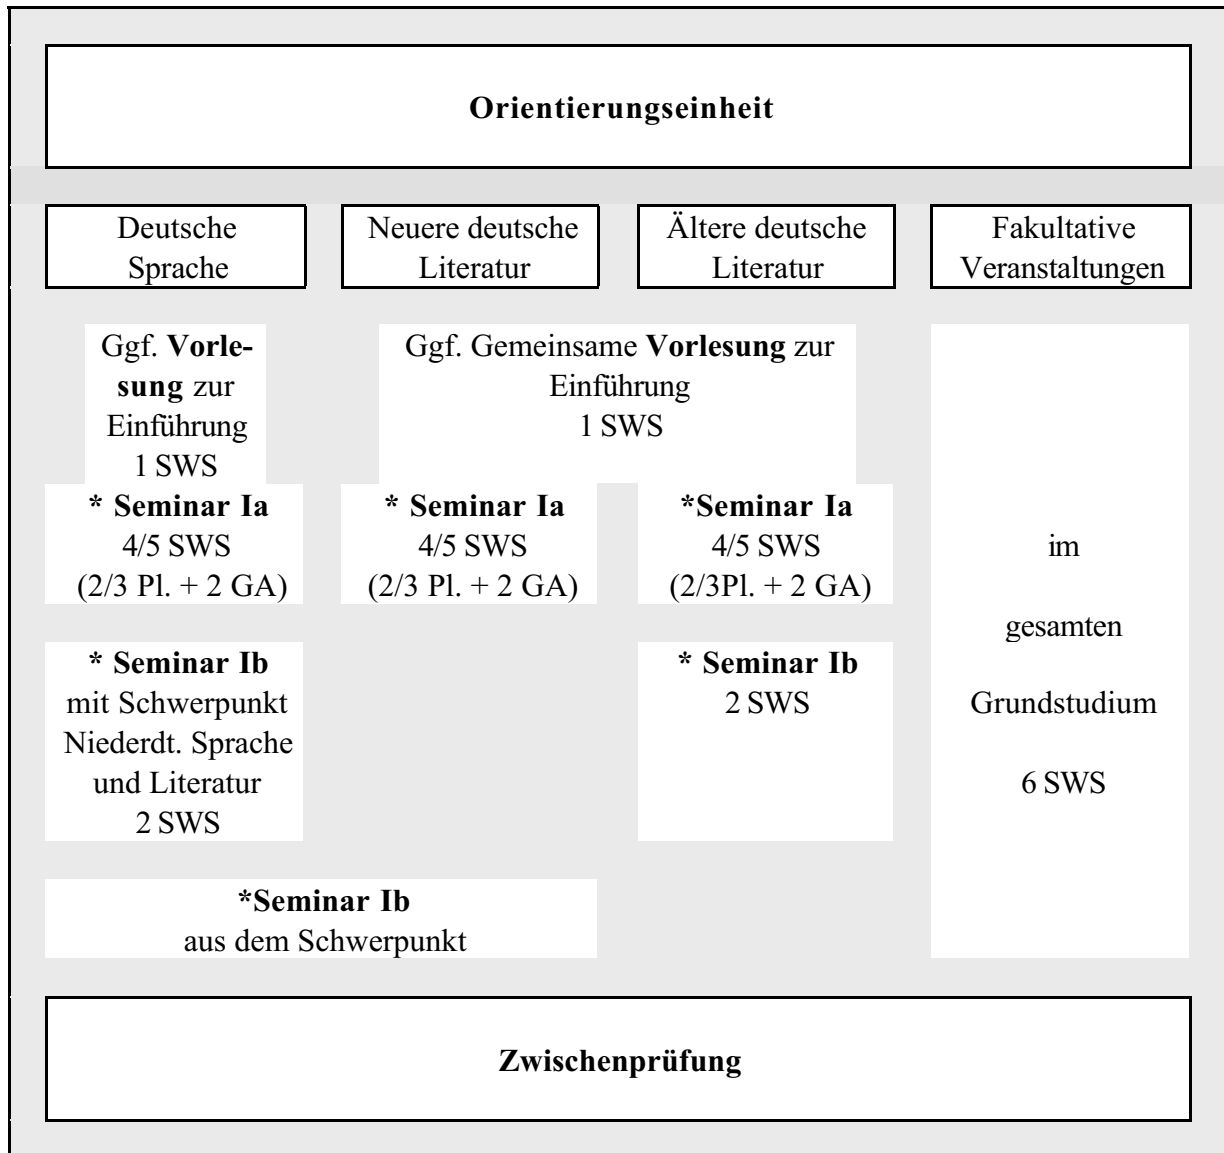 Orientierungseinheit
Deutsche
Sprache
Neuere deutsche
Literatur
Ältere deutsche
Literatur
Fakultative
Veranstaltungen
Ggf. Vorle-
sung zur
Einführung
1 SWS
Ggf. Gemeinsame Vorlesung zur
Einführung
1 SWS
* Seminar Ia
4/5 SWS
(2/3 Pl. + 2 GA)
* Seminar Ia
4/5 SWS
(2/3 Pl. + 2 GA)
*Seminar Ia
4/5 SWS
(2/3Pl. + 2 GA)
* Seminar Ib
mit Schwerpunkt
Niederdt. Sprache
und Literatur
2 SWS
* Seminar Ib
2 SWS
*Seminar Ib
aus dem Schwerpunkt
im
gesamten
Grundstudium
6 SWS
Zwischenprüfung